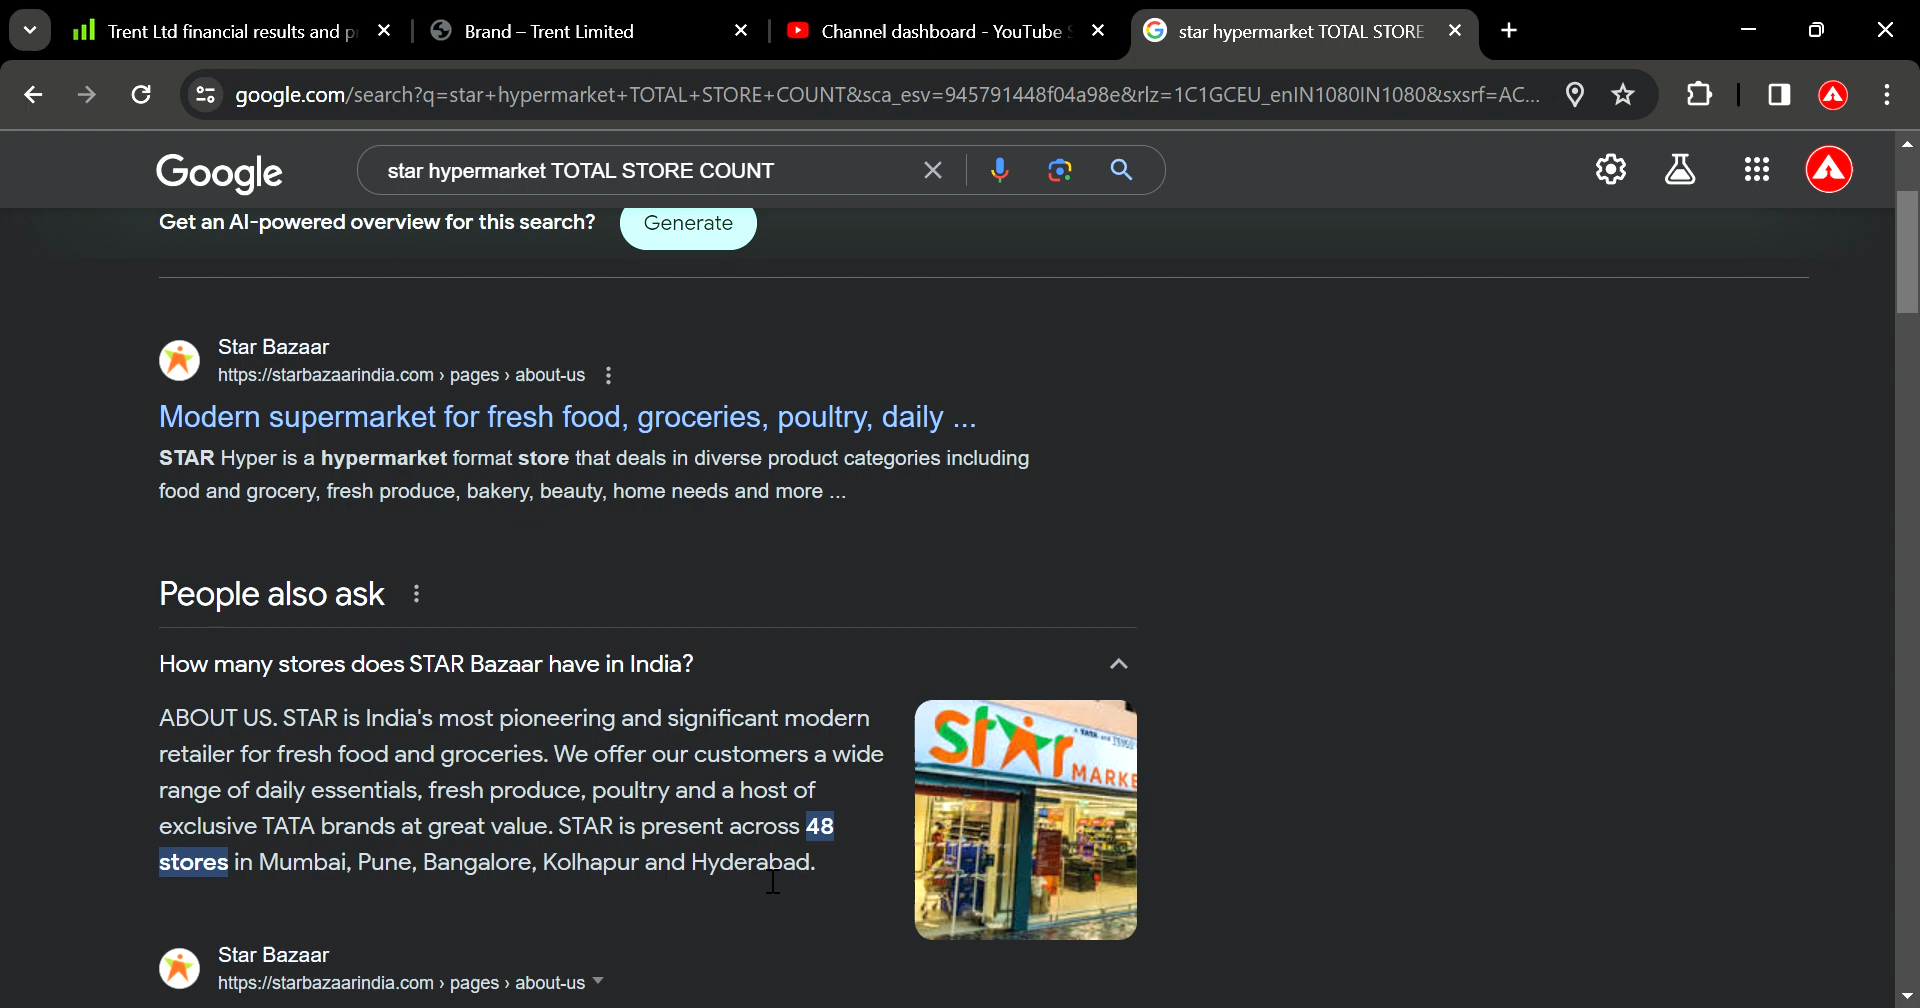 Trent Ltd financial results and p
Brand – Trent Limited
Channel dashboard - YouTube S
star hypermarket TOTAL STORE
google.com/search?q=star+hypermarket+TOTAL+STORE+COUNT&sca_esv=945791448f04a98e&rlz=1C1GCEU_enIN1080IN1080&sxsrf=AC...
Google
star hypermarket TOTAL STORE COUNT
Get an AI-powered overview for this search?
Generate
Star Bazaar
https://starbazaarindia.com › pages › about-us
Modern supermarket for fresh food, groceries, poultry, daily ...
STAR Hyper is a hypermarket format store that deals in diverse product categories including
food and grocery, fresh produce, bakery, beauty, home needs and more ...
People also ask
How many stores does STAR Bazaar have in India?
ABOUT US. STAR is India's most pioneering and significant modern
retailer for fresh food and groceries. We offer our customers a wide
range of daily essentials, fresh produce, poultry and a host of
exclusive TATA brands at great value. STAR is present across 48
stores in Mumbai, Pune, Bangalore, Kolhapur and Hyderabad.
star
MARKE
Star Bazaar
https://starbazaarindia.com › pages › about-us